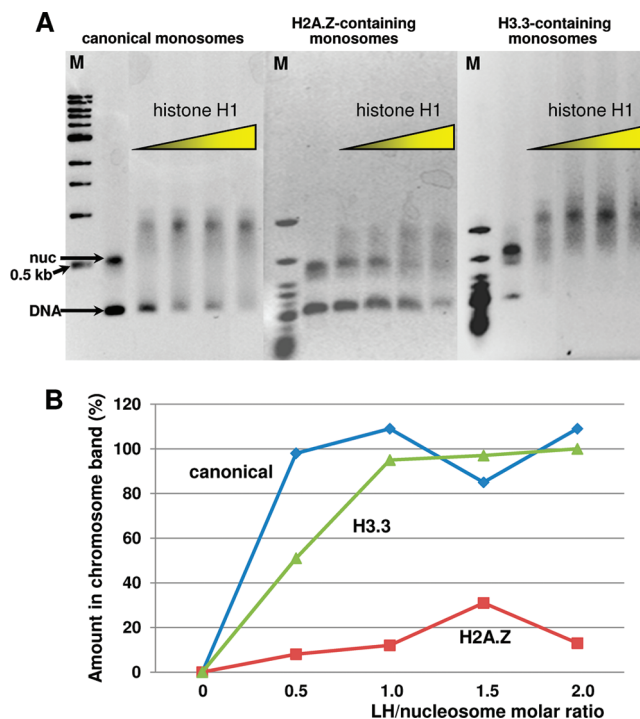 A
canonical monosomes
H2A.Z-containing
monosomes
H3.3-containing
monosomes
M
M
M
histone H1
histone H1
histone H1
nuc
0.5 kb
DNA
B
Amount in chromosome band (%)
120
100
80
60
40
20
0
canonical
H3.3
H2A.Z
0
0.5
1.0
1.5
2.0
LH/nucleosome molar ratio